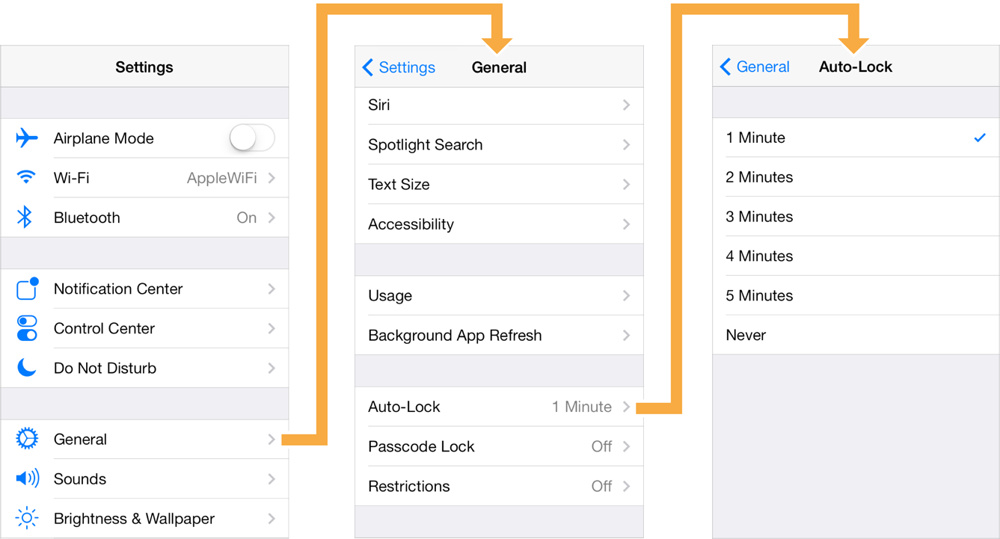 Settings
Airplane Mode
Wi-Fi AppleWiFi
Bluetooth On
Notification Center
Control Center
Do Not Disturb
General
Sounds
Brightness & Wallpaper
Settings General
Siri
Spotlight Search
Text Size
Accessibility
Usage
Background App Refresh
Auto-Lock 1 Minute
Passcode Lock Off
Restrictions Off
General Auto-Lock
1 Minute
2 Minutes
3 Minutes
4 Minutes
5 Minutes
Never